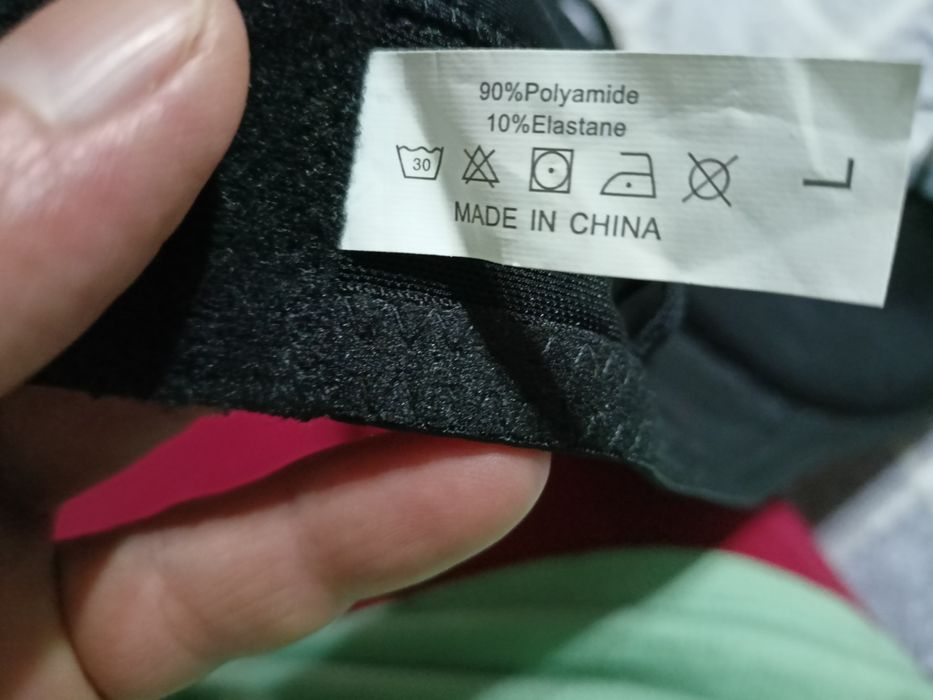 90%Polyamide
10%Elastane
30
L
MADE IN CHINA